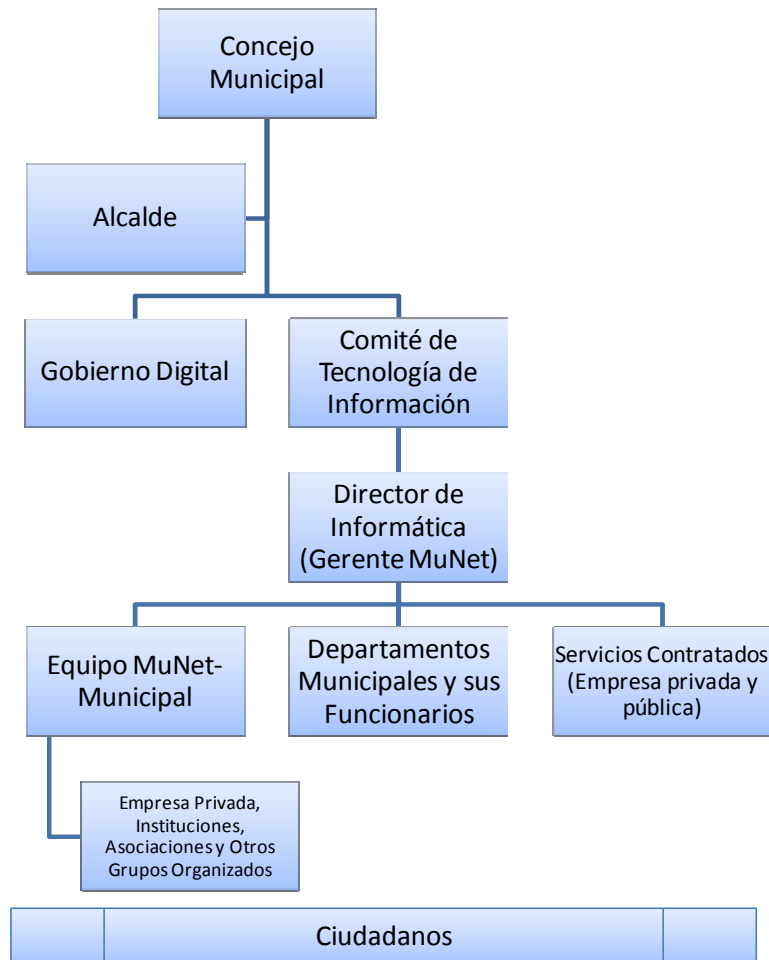 Concejo
Municipal
Alcalde
Gobierno Digital
Comité de
Tecnología de
Información
Director de
Informática
(Gerente MuNet)
Equipo MuNet-
Municipal
Departamentos
Municipales y sus
Funcionarios
Servicios Contratados
(Empresa privada y
pública)
Empresa Privada,
Instituciones,
Asociaciones y Otros
Grupos Organizados
Ciudadanos